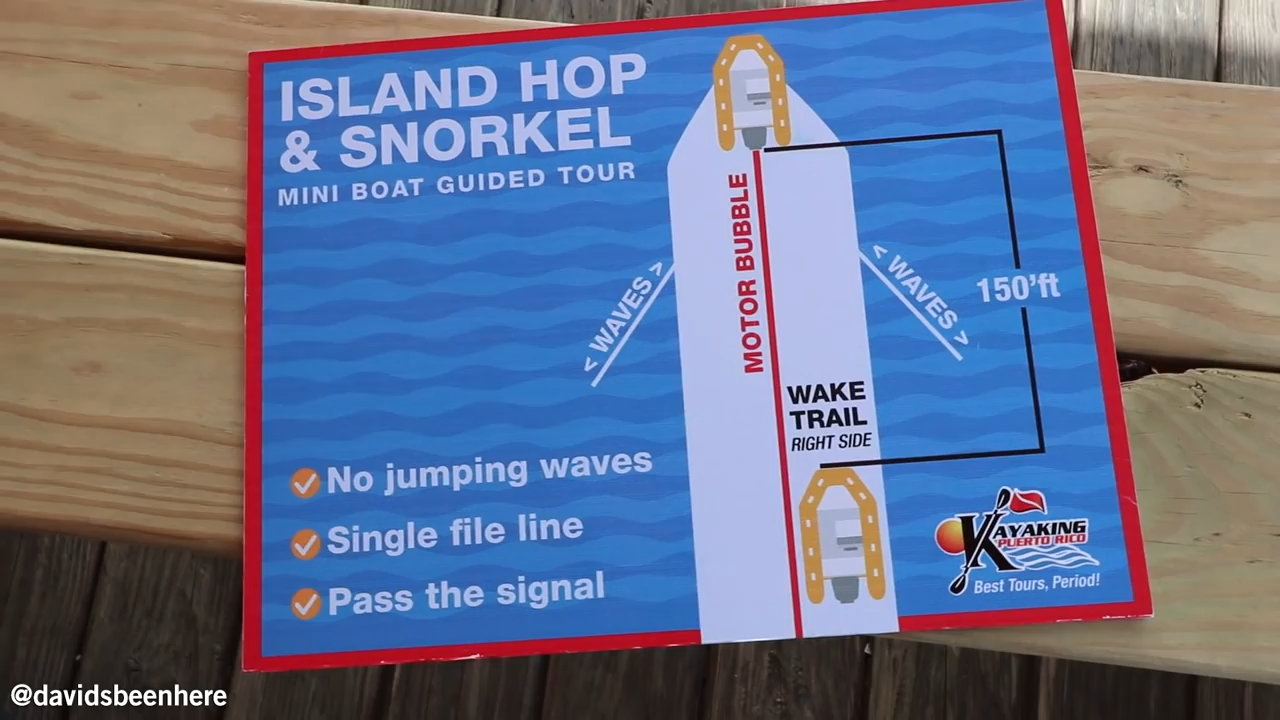 ISLAND HOP
& SNORKEL
MINI BOAT GUIDED TOUR
MOTOR BUBBLE
< WAVES >
< WAVES >
150'ft
WAKE
TRAIL
RIGHT SIDE
No jumping waves
Single file line
Pass the signal
KAYAKING
PUERTO RICO
Best Tours, Period!
@davidsbeenhere